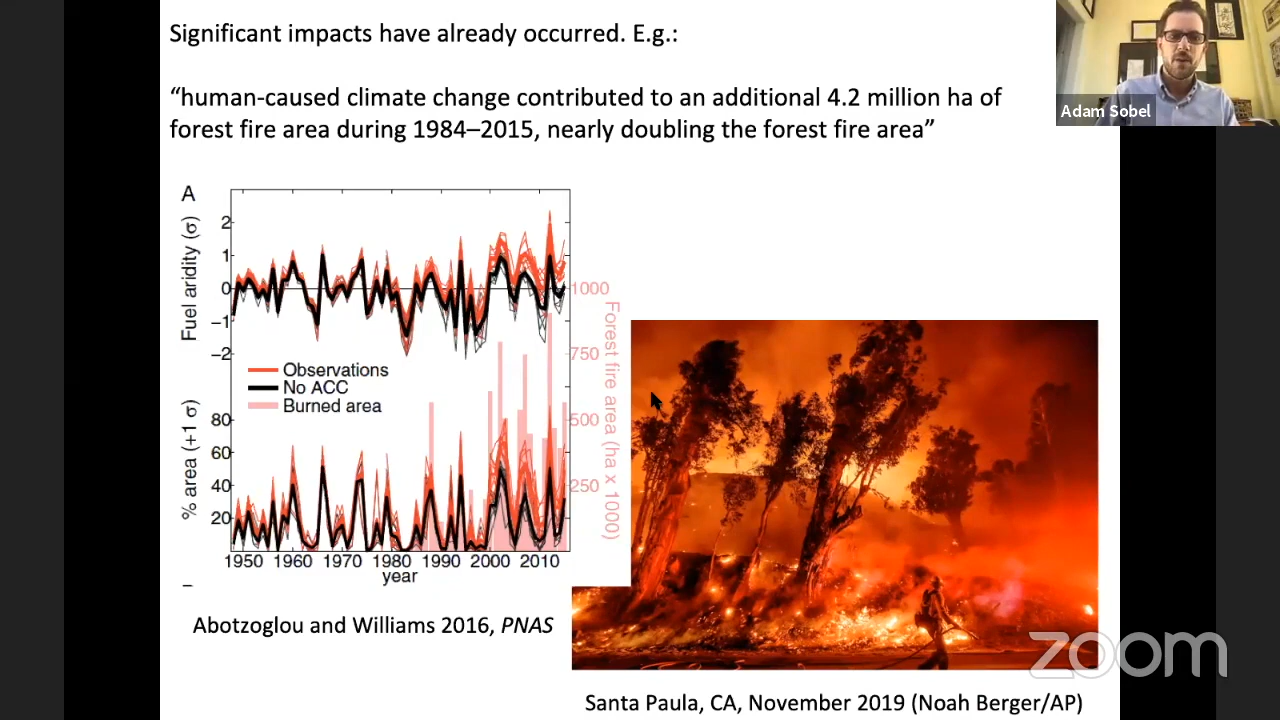 Significant impacts have already occurred. E.g.:
“human-caused climate change contributed to an additional 4.2 million ha of
forest fire area during 1984–2015, nearly doubling the forest fire area”
Adam Sobel
A
Fuel aridity (σ)
2
1
0
−1
−2
Observations
No ACC
Burned area
% area (+1 σ)
80
60
40
20
1000
750
500
250
Forest fire area (ha x 1000)
1950 1960 1970 1980 1990 2000 2010
year
Abotzoglou and Williams 2016, PNAS
zoom
Santa Paula, CA, November 2019 (Noah Berger/AP)